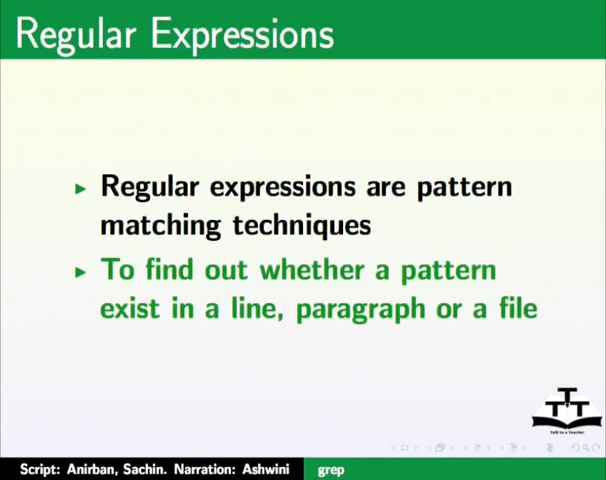 Regular Expressions
Regular expressions are pattern
matching techniques
To find out whether a pattern
exist in a line, paragraph or a file
TTT
Talk to a Teacher
Script: Anirban, Sachin. Narration: Ashwini grep